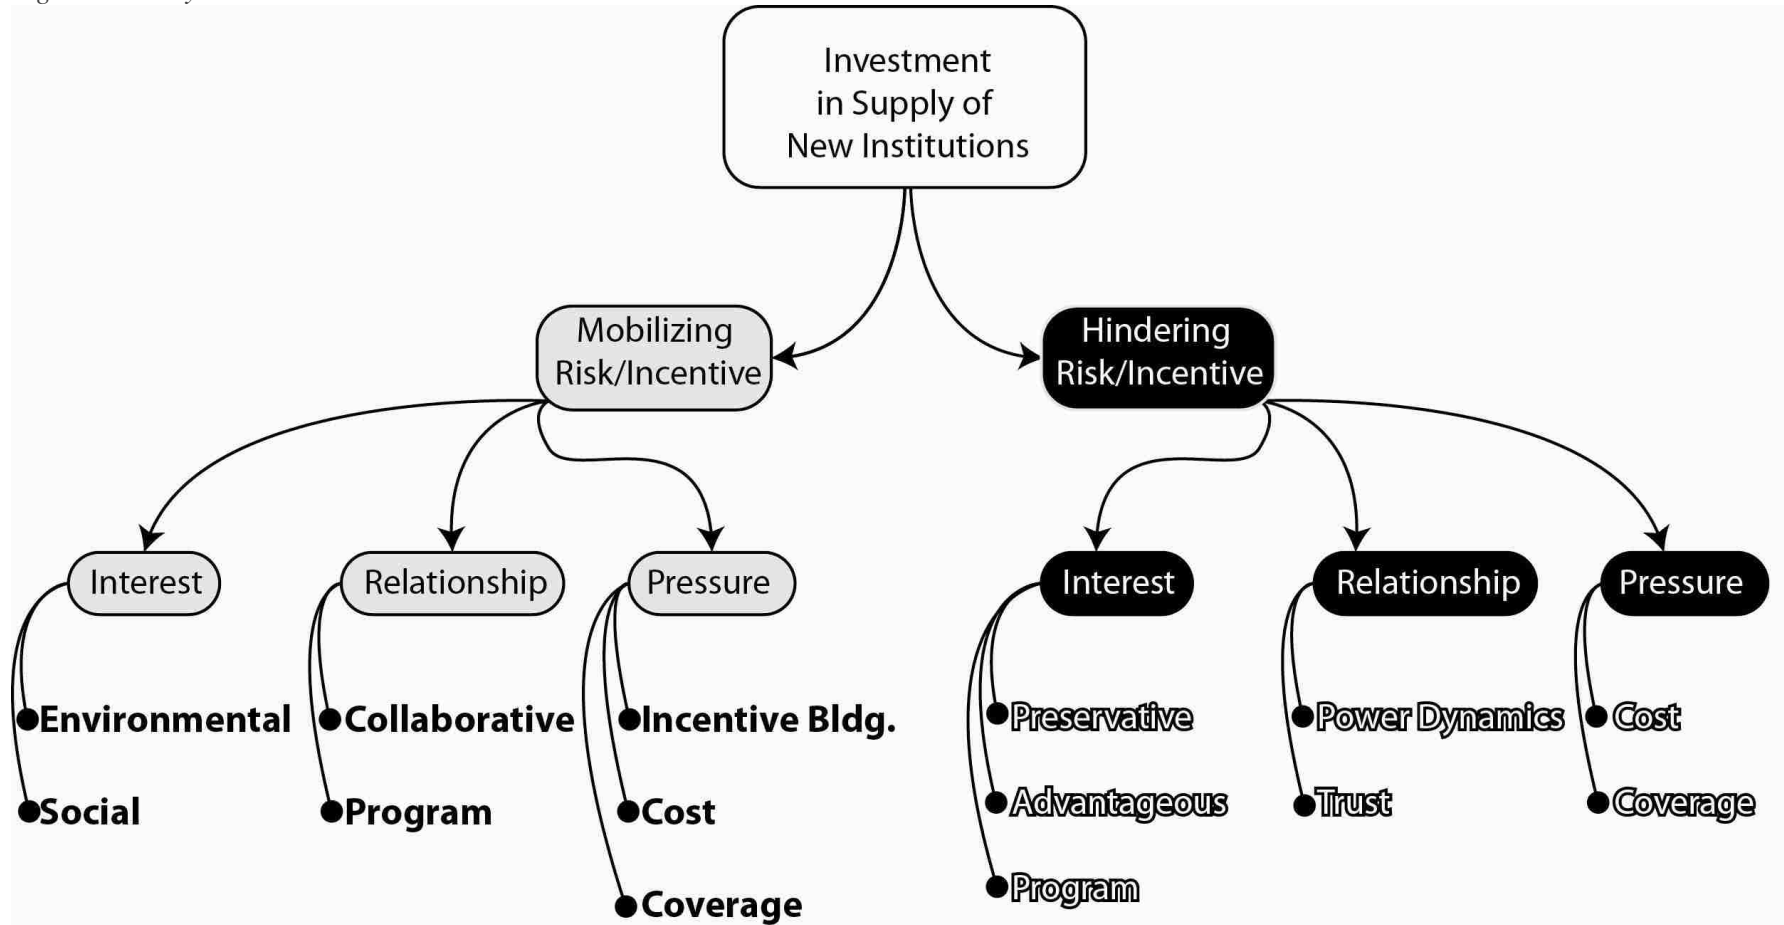 Investment
in Supply of
New Institutions
Mobilizing
Risk/Incentive
Hindering
Risk/Incentive
Interest
Relationship
Pressure
Interest
Relationship
Pressure
Environmental
Collaborative
Incentive Bldg.
Preservative
Power Dynamics
Cost
Social
Program
Cost
Advantageous
Trust
Coverage
Coverage
Program